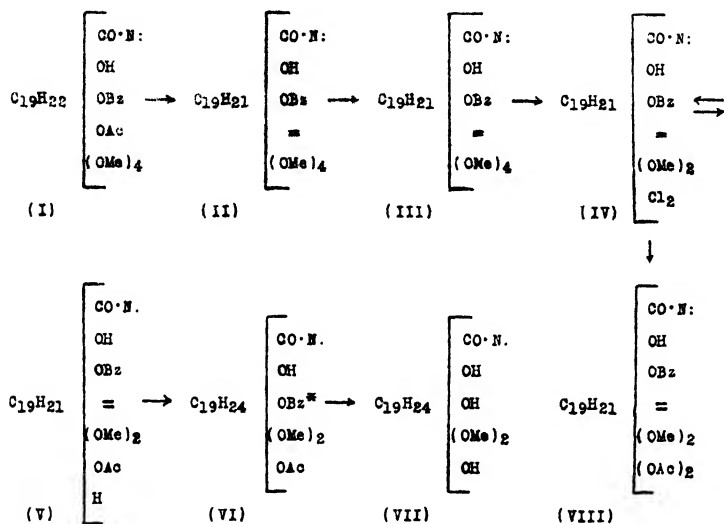 C19H22 CO·N: OH OBz OAc (OMe)4
(I)
→
C19H21 CO·N: OH OBz = (OMe)4
(II)
→
C19H21 CO·N: OH OBz = (OMe)4
(III)
→
C19H21 CO·N: OH OBz = (OMe)2 Cl2
(IV)
C19H21 CO·N. OH OBz = (OMe)2 OAc H
(V)
→
C19H24 CO·N. OH OBz* (OMe)2 OAc
(VI)
→
C19H24 CO·N. OH OH (OMe)2 OH
(VII)
C19H21 CO·N: OH OBz = (OMe)2 (OAc)2
(VIII)